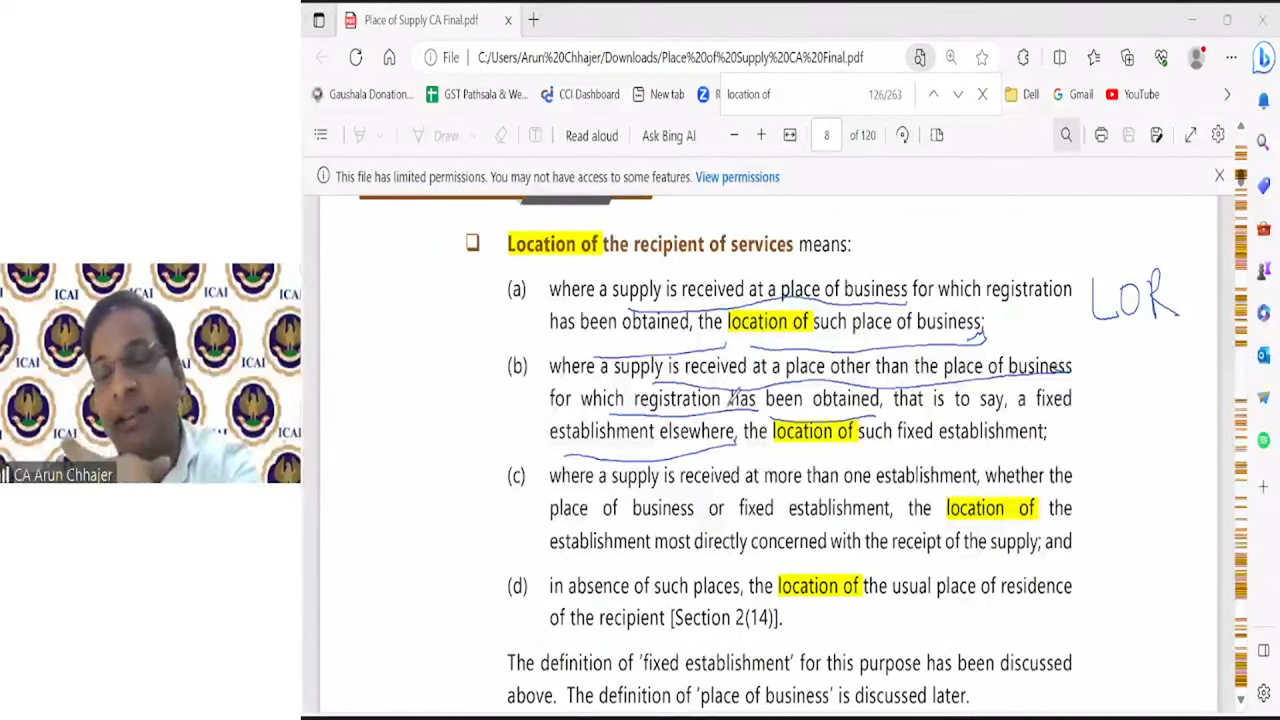 Place of Supply CA Final.pdf
File
C:/Users/Arun%20Chhajer/Downloads/Place%20of%20Supply%20CA%20Final.pdf
Gaushala Donation...
GST Pathsala & We...
CCI Dashboard
New tab
R
location of
126/263
Dell
Gmail
YouTube
Draw
Read aloud
Ask Bing AI
8 of 120
This file has limited permissions. You may not have access to some features. View permissions
Location of the recipient of services means:
(a) where a supply is received at a place of business for which registration
has been obtained, the location of such place of business;
LOR
(b) where a supply is received at a place other than the place of business
for which registration has been obtained, that is to say, a fixed
establishment elsewhere, the location of such fixed establishment;
(c) where a supply is received at more than one establishment, whether the
place of business or fixed establishment, the location of the
establishment most directly concerned with the receipt of the supply; and
(d) in absence of such places, the location of the usual place of residence
of the recipient [Section 2(14)].
The definition of 'fixed establishment' for this purpose has been discussed
above. The definition of 'place of business' is discussed later.
ICAI
ICAI
ICAI
ICAI
ICAI
CA Arun Chhajer